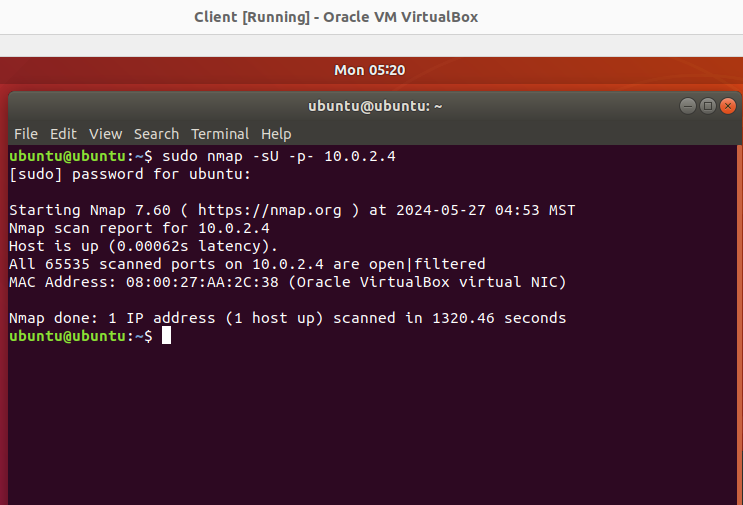 Client [Running] - Oracle VM VirtualBox
Mon 05:20
ubuntu@ubuntu: ~
File Edit View Search Terminal Help
ubuntu@ubuntu:~$ sudo nmap -sU -p- 10.0.2.4
[sudo] password for ubuntu:
Starting Nmap 7.60 ( https://nmap.org ) at 2024-05-27 04:53 MST
Nmap scan report for 10.0.2.4
Host is up (0.00062s latency).
All 65535 scanned ports on 10.0.2.4 are open|filtered
MAC Address: 08:00:27:AA:2C:38 (Oracle VirtualBox virtual NIC)
Nmap done: 1 IP address (1 host up) scanned in 1320.46 seconds
ubuntu@ubuntu:~$